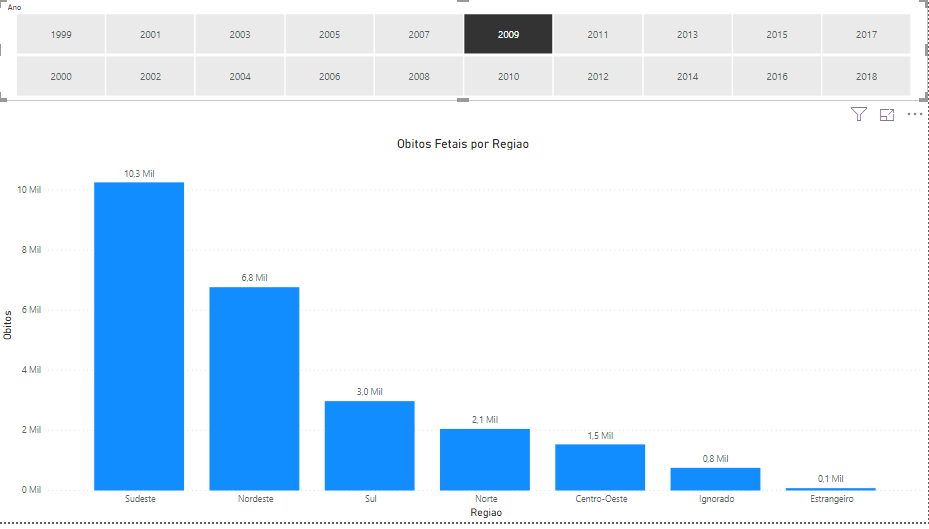 Ano
1999 2001 2003 2005 2007 2009 2011 2013 2015 2017
2000 2002 2004 2006 2008 2010 2012 2014 2016 2018
Obitos Fetais por Regiao
10,3 Mil
10 Mil
8 Mil
6,8 Mil
6 Mil
Obitos
4 Mil
3,0 Mil
2,1 Mil
2 Mil
1,5 Mil
0,8 Mil
0,1 Mil
0 Mil
Sudeste Nordeste Sul Norte Centro-Oeste Ignorado Estrangeiro
Regiao